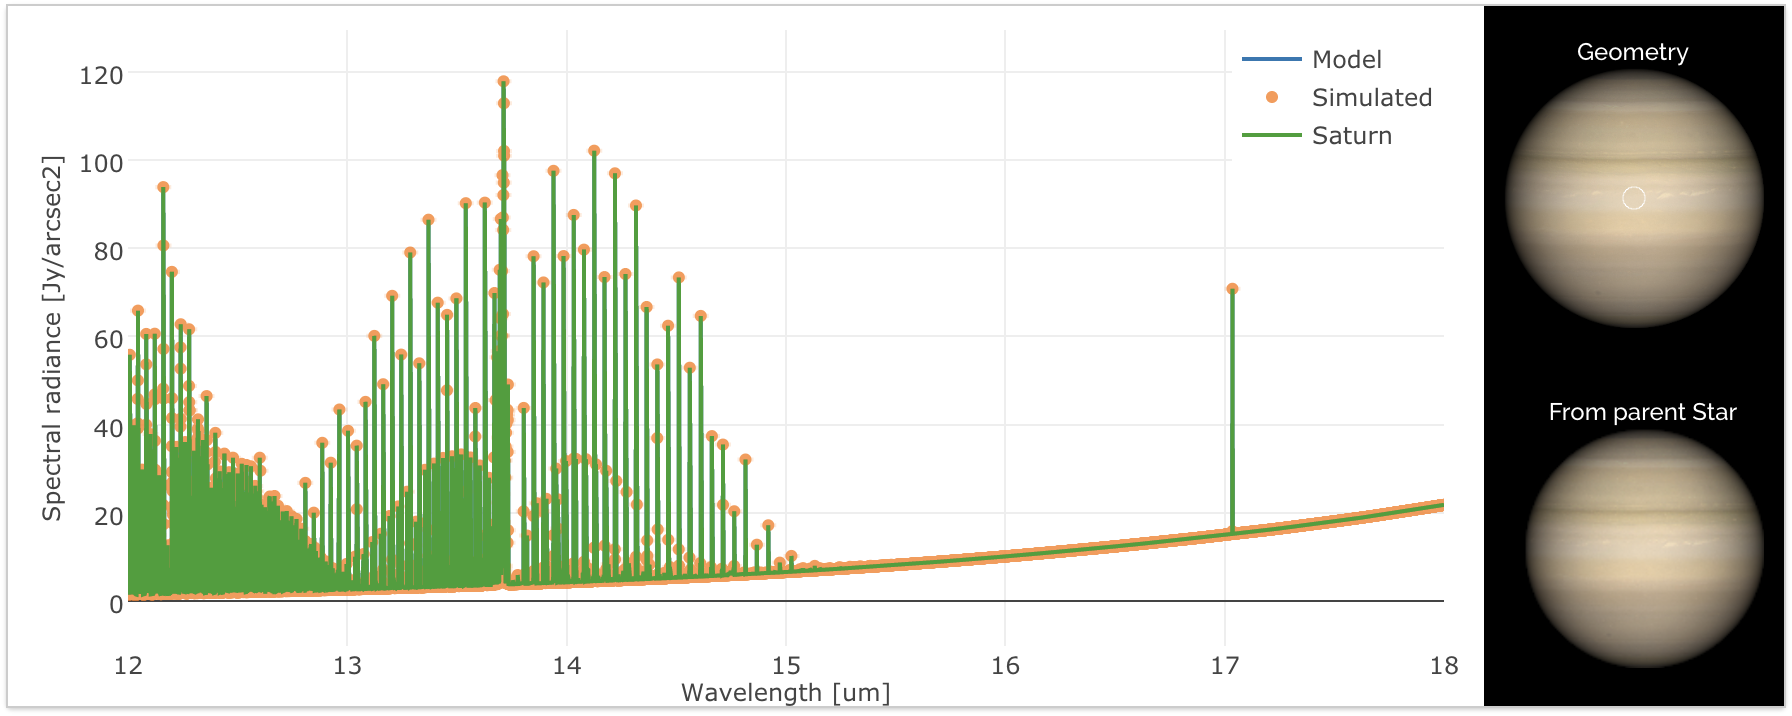 120
100
80
60
40
20
0
Spectral radiance [Jy/arcsec2]
12 13 14 15 16 17 18
Wavelength [um]
Model
Simulated
Saturn
Geometry
From parent Star